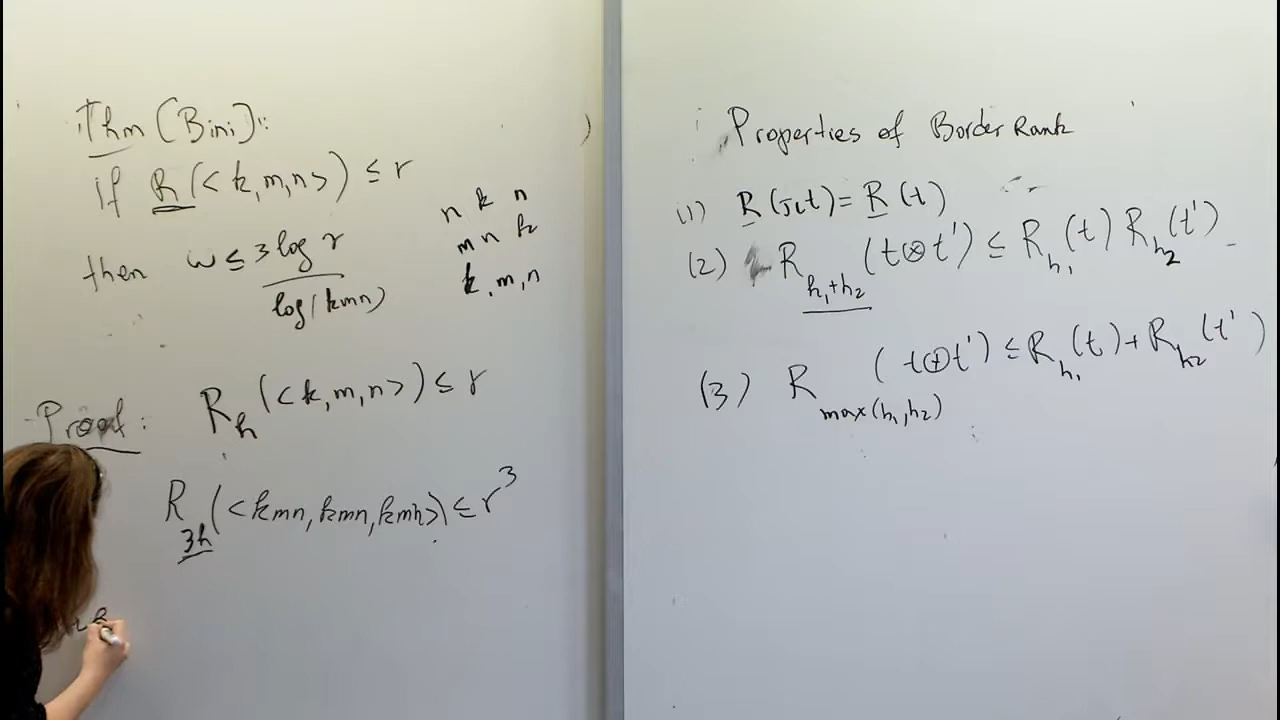 Thm (Bini):
if R(<k,m,n>) ≤ r
n k n
m n k
k, m, n
then ω ≤ 3 log r
log(kmn)
Proof: R_h (<k,m,n>) ≤ r
R_3h (<kmn, kmn, kmn>) ≤ r^3
)
Properties of Border Rank
(1) R(πt) = R(t)
(2) R_{h1+h2} (t⊗t') ≤ R_{h1}(t) R_{h2}(t')
(3) R_{max(h1,h2)} (t⊕t') ≤ R_{h1}(t) + R_{h2}(t')